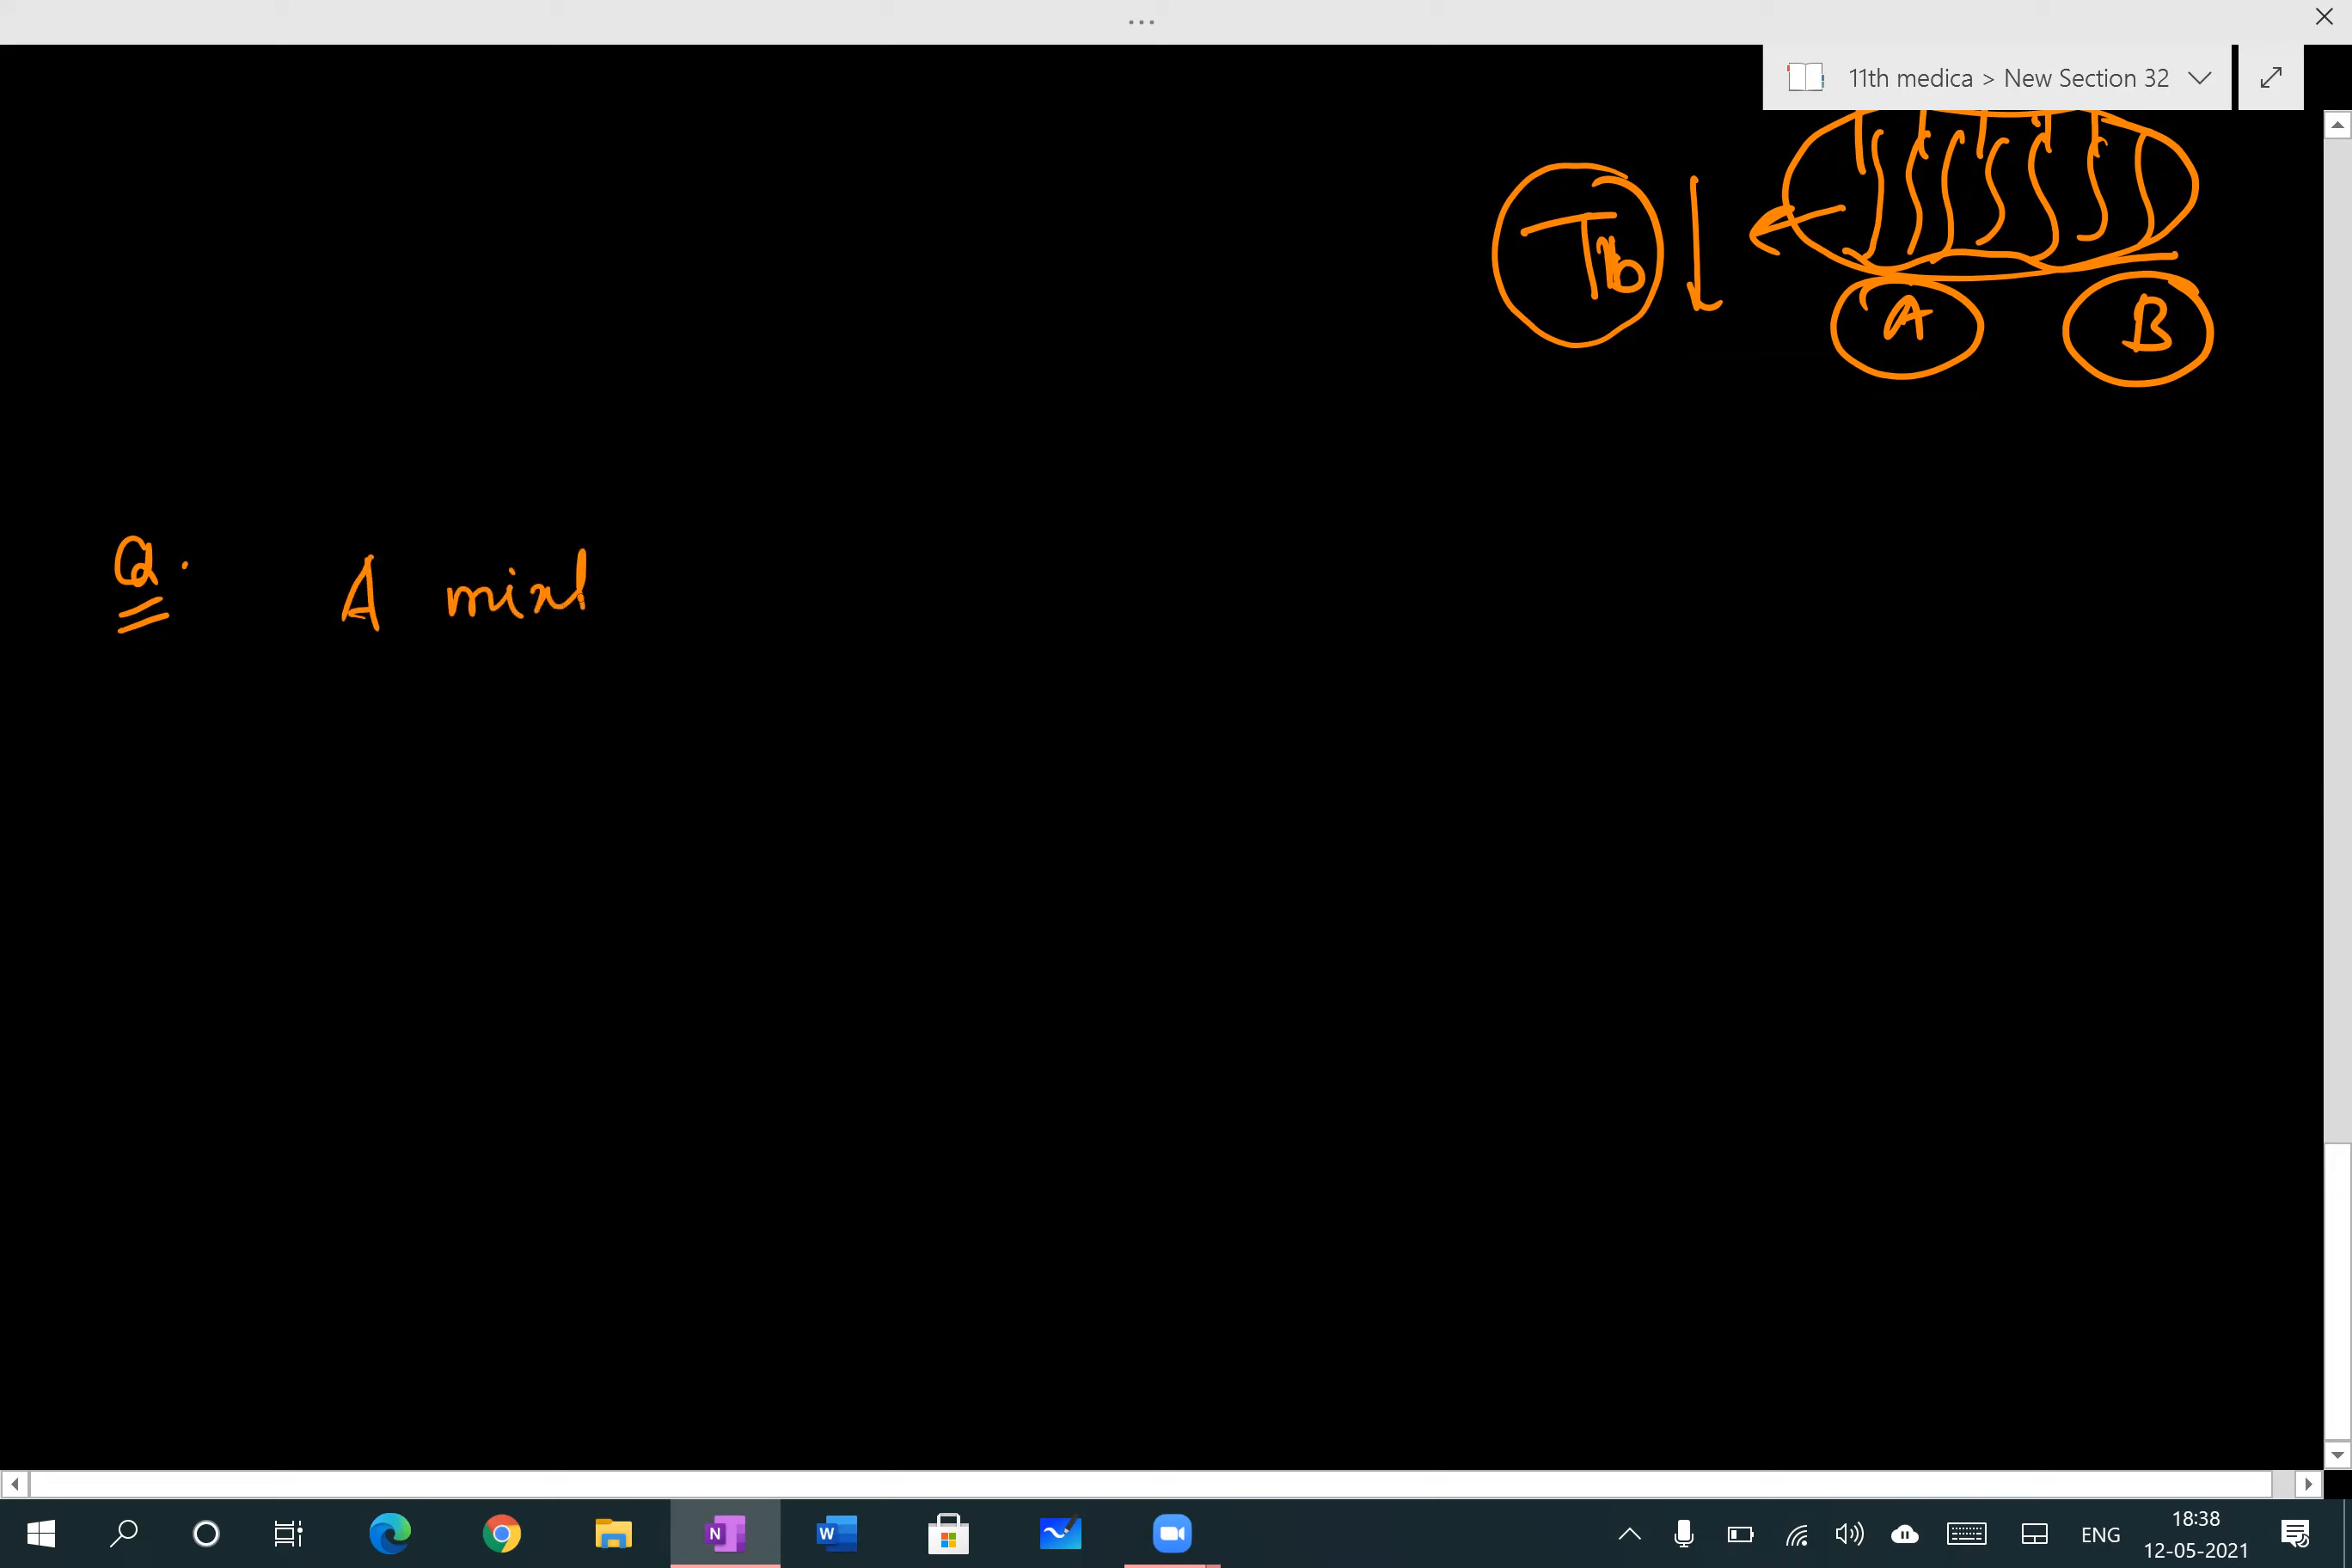 ...
11th medica > New Section 32
Tb
A
B
Q.
A mixt
N
W
ENG
18:38
12-05-2021